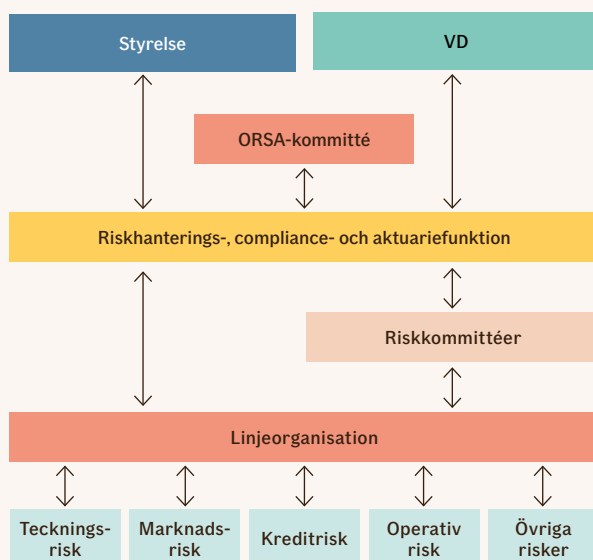 Styrelse
VD
ORSA-kommitté
Riskhanterings-, compliance- och aktuariefunktion
Riskkommittéer
Linjeorganisation
Tecknings-
risk
Marknads-
risk
Kreditrisk
Operativ
risk
Övriga
risker